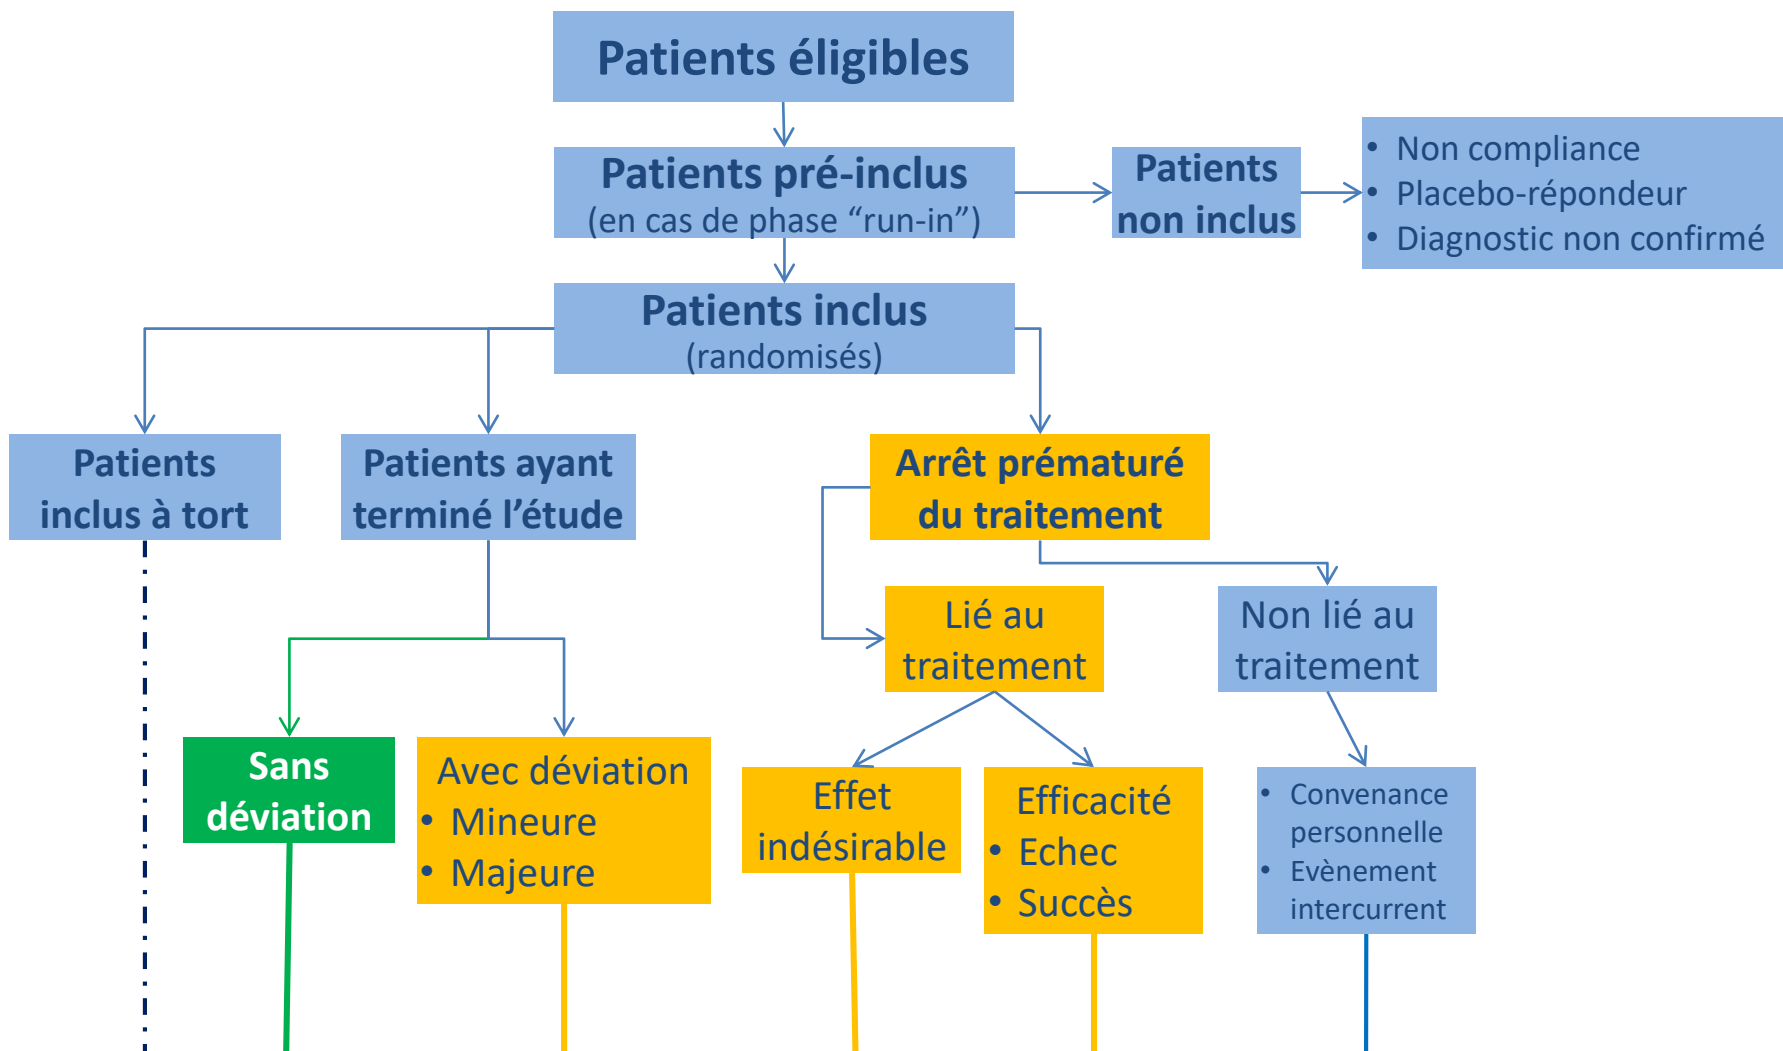 Patients éligibles
Patients pré-inclus
(en cas de phase “run-in”)
Patients
non inclus
• Non compliance
• Placebo-répondeur
• Diagnostic non confirmé
Patients inclus
(randomisés)
Patients
inclus à tort
Patients ayant
terminé l’étude
Arrêt prématuré
du traitement
Lié au
traitement
Non lié au
traitement
Sans
déviation
Avec déviation
• Mineure
• Majeure
Effet
indésirable
Efficacité
• Echec
• Succès
• Convenance
personnelle
• Evènement
intercurrent